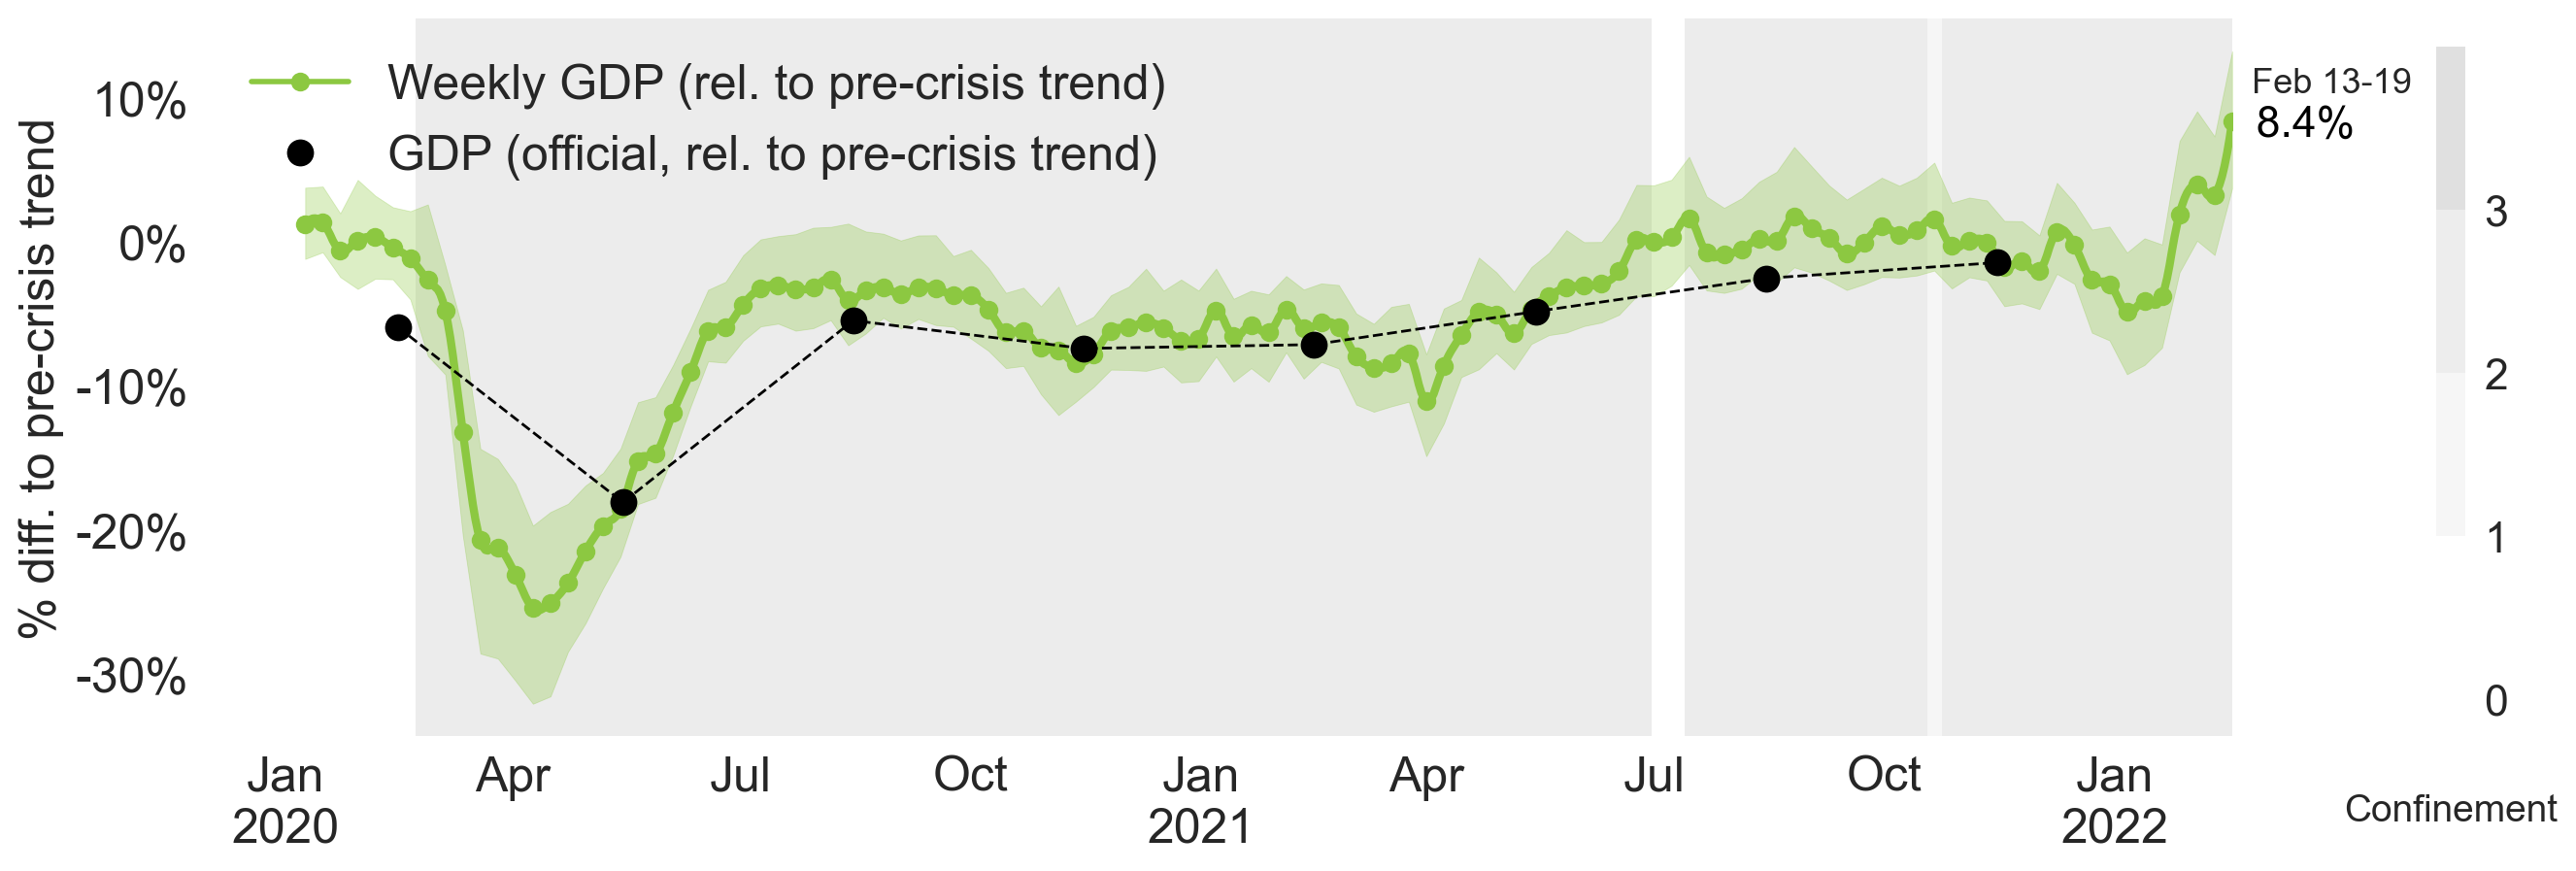 Weekly GDP (rel. to pre-crisis trend)
GDP (official, rel. to pre-crisis trend)
% diff. to pre-crisis trend
10%
0%
-10%
-20%
-30%
Jan
2020
Apr
Jul
Oct
Jan
2021
Apr
Jul
Oct
Jan
2022
Feb 13-19
8.4%
3
2
1
0
Confinement